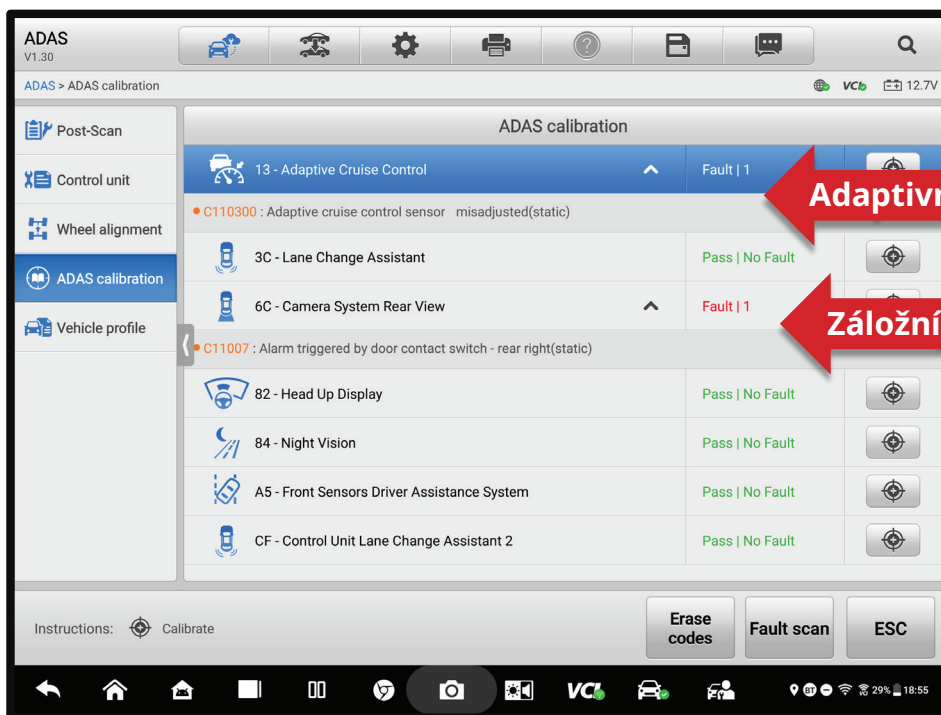 ADAS
V1.30
ADAS > ADAS calibration
VCI
12.7V
Post-Scan
Control unit
Wheel alignment
ADAS calibration
Vehicle profile
ADAS calibration
13 - Adaptive Cruise Control Fault | 1
Adaptivn
C110300 : Adaptive cruise control sensor misadjusted(static)
3C - Lane Change Assistant Pass | No Fault
6C - Camera System Rear View Fault | 1
Záložní
C11007 : Alarm triggered by door contact switch - rear right(static)
82 - Head Up Display Pass | No Fault
84 - Night Vision Pass | No Fault
A5 - Front Sensors Driver Assistance System Pass | No Fault
CF - Control Unit Lane Change Assistant 2 Pass | No Fault
Instructions: Calibrate
Erase
codes
Fault scan
ESC
VCI
BT
29% 18:55